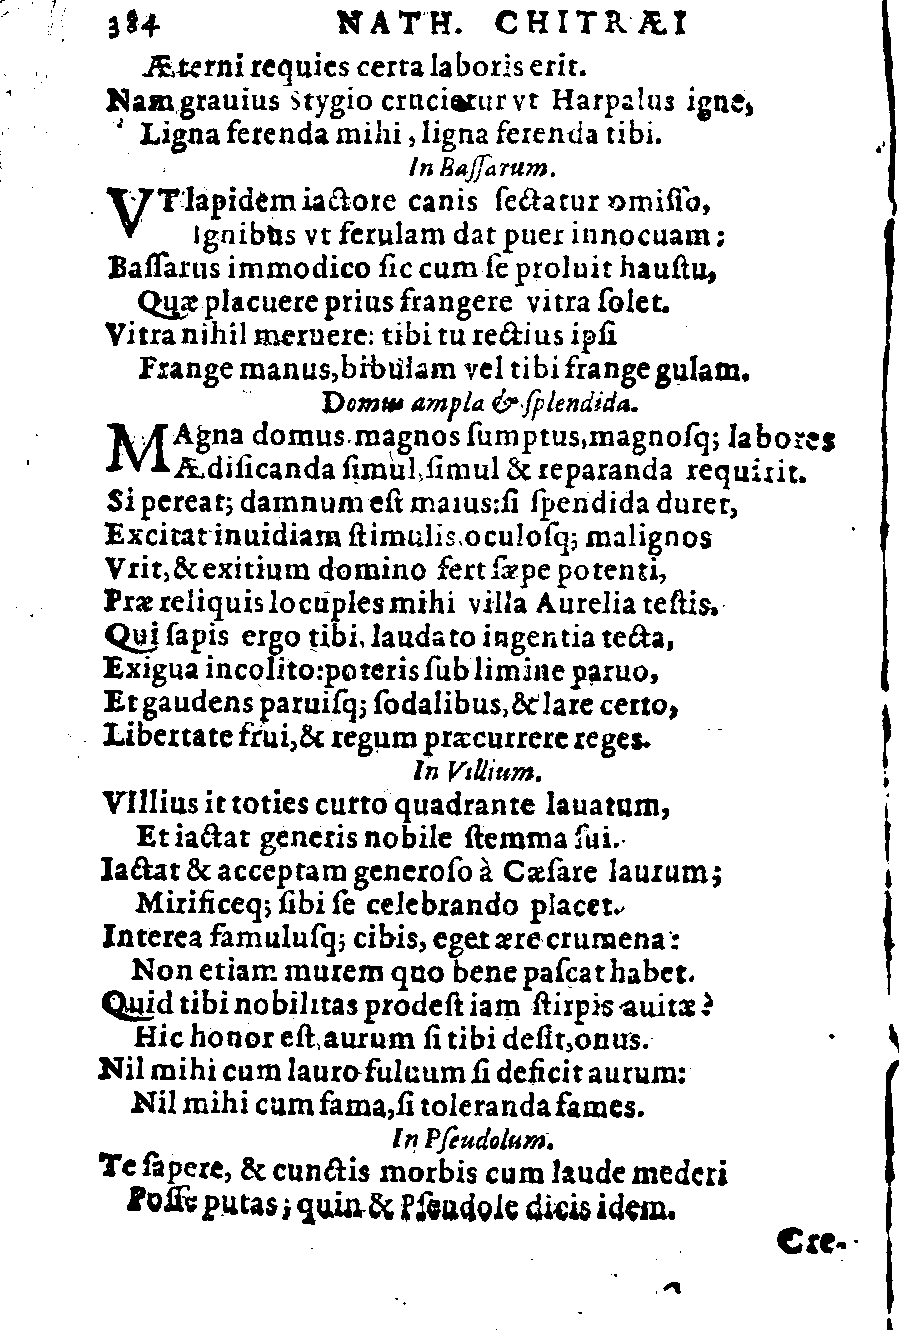 384 NATH. CHITRÆI
Æterni requies certa laboris erit.
Nam grauius Stygio cruciatur vt Harpalus igne,
Ligna ferenda mihi, ligna ferenda tibi.
In Baſſarum.
VT lapidem iactore canis ſectatur omiſſo,
Ignibus vt ferulam dat puer innocuam:
Baſſarus immodico ſic cum ſe proluit hauſtu,
Quæ placuere prius frangere vitra ſolet.
Vitra nihil meruere: tibi tu rectius ipſi
Frange manus, bibulam vel tibi frange gulam.
Domus ampla & ſplendida.
MAgna domus magnos ſumptus, magnoſq; labores
Ædificanda ſimul, ſimul & reparanda requirit.
Si pereat; damnum eſt maius: ſi ſpendida duret,
Excitat inuidiam ſtimulis, oculoſq; malignos
Vrit, & exitium domino fert ſæpe potenti,
Præ reliquis locuples mihi villa Aurelia teſtis.
Qui ſapis ergo tibi, laudato ingentia tecta,
Exigua incolito: poteris ſub limine paruo,
Et gaudens paruiſq; ſodalibus, & lare certo,
Libertate frui, & regum præcurrere reges.
In Villium.
VIllius it toties curto quadrante lauatum,
Et iactat generis nobile ſtemma ſui.
Iactat & acceptam generoſo à Cæſare laurum;
Mirificeq; ſibi ſe celebrando placet.
Interea famuluſq; cibis, eget ære crumena:
Non etiam murem quo bene paſcat habet.
Quid tibi nobilitas prodeſt iam ſtirpis auitæ?
Hic honor eſt, aurum ſi tibi deſit, onus.
Nil mihi cum lauro fuluum ſi deficit aurum:
Nil mihi cum fama, ſi toleranda fames.
In Pſeudolum.
Te ſapere, & cunctis morbis cum laude mederi
Poſſe putas; quin & Pſeudole dicis idem.
Cre-